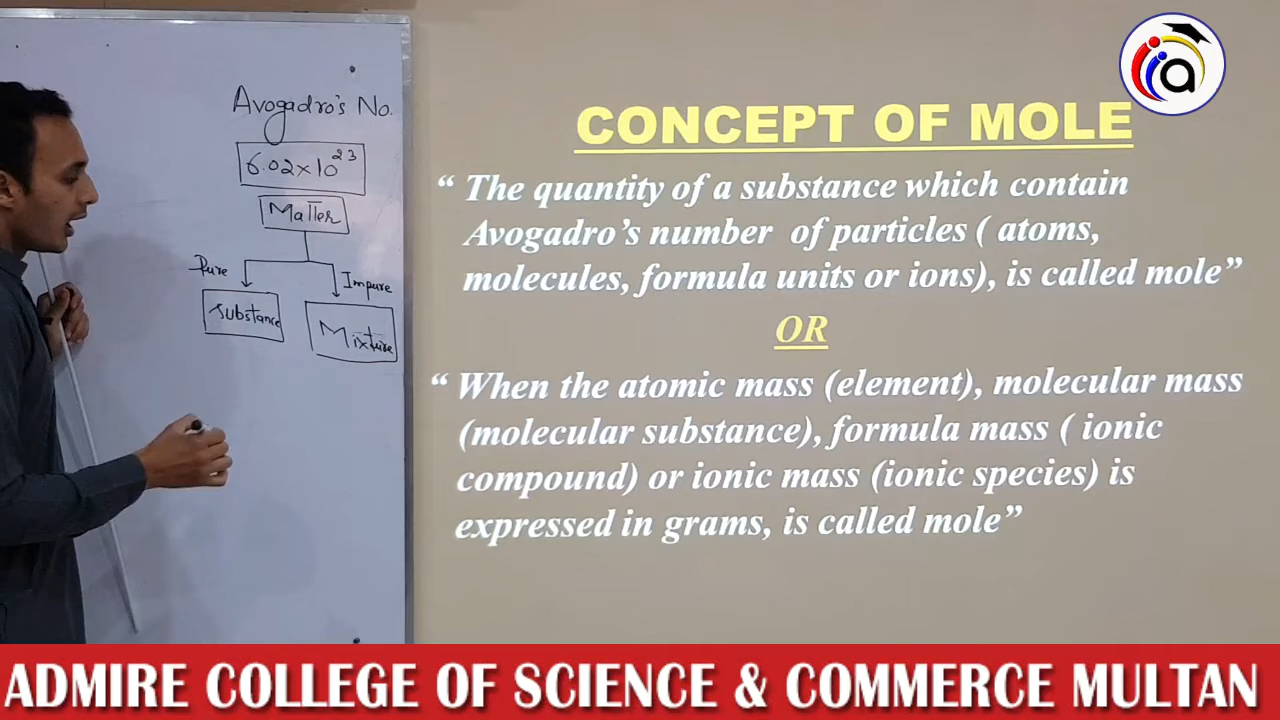 Avogadro's No.
6.02×10²³
Matter
Pure
Impure
Substance
Mixture
a
CONCEPT OF MOLE
“ The quantity of a substance which contain
Avogadro’s number of particles ( atoms,
molecules, formula units or ions), is called mole”
OR
“ When the atomic mass (element), molecular mass
(molecular substance), formula mass ( ionic
compound) or ionic mass (ionic species) is
expressed in grams, is called mole”
ADMIRE COLLEGE OF SCIENCE & COMMERCE MULTAN